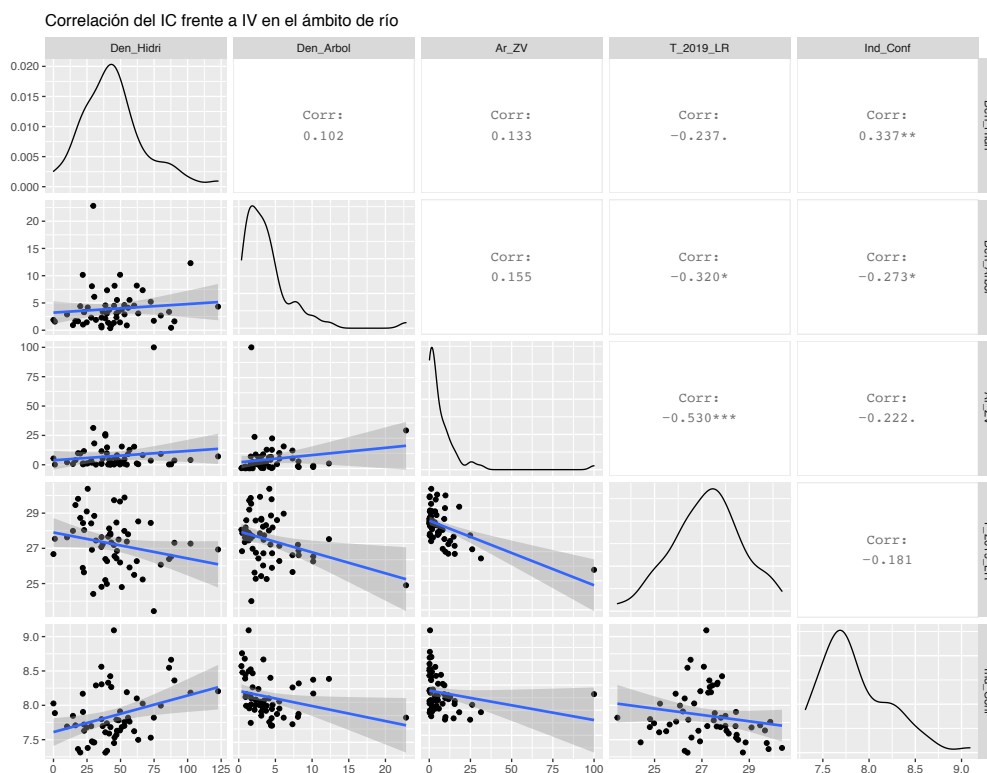 Correlación del IC frente a IV en el ámbito de río
Den_Hidri Den_Arbol Ar_ZV T_2019_LR Ind_Conf
0.020
0.015
0.010
0.005
0.000
Corr:
0.102
Corr:
0.133
Corr:
-0.237.
Corr:
0.337**
20
15
10
5
0
Corr:
0.155
Corr:
-0.320*
Corr:
-0.273*
100
75
50
25
0
Corr:
-0.530***
Corr:
-0.222.
29
27
25
Corr:
-0.181
9.0
8.5
8.0
7.5
0 25 50 75 100 125 0 5 10 15 20 0 25 50 75 100 25 27 29 7.5 8.0 8.5 9.0